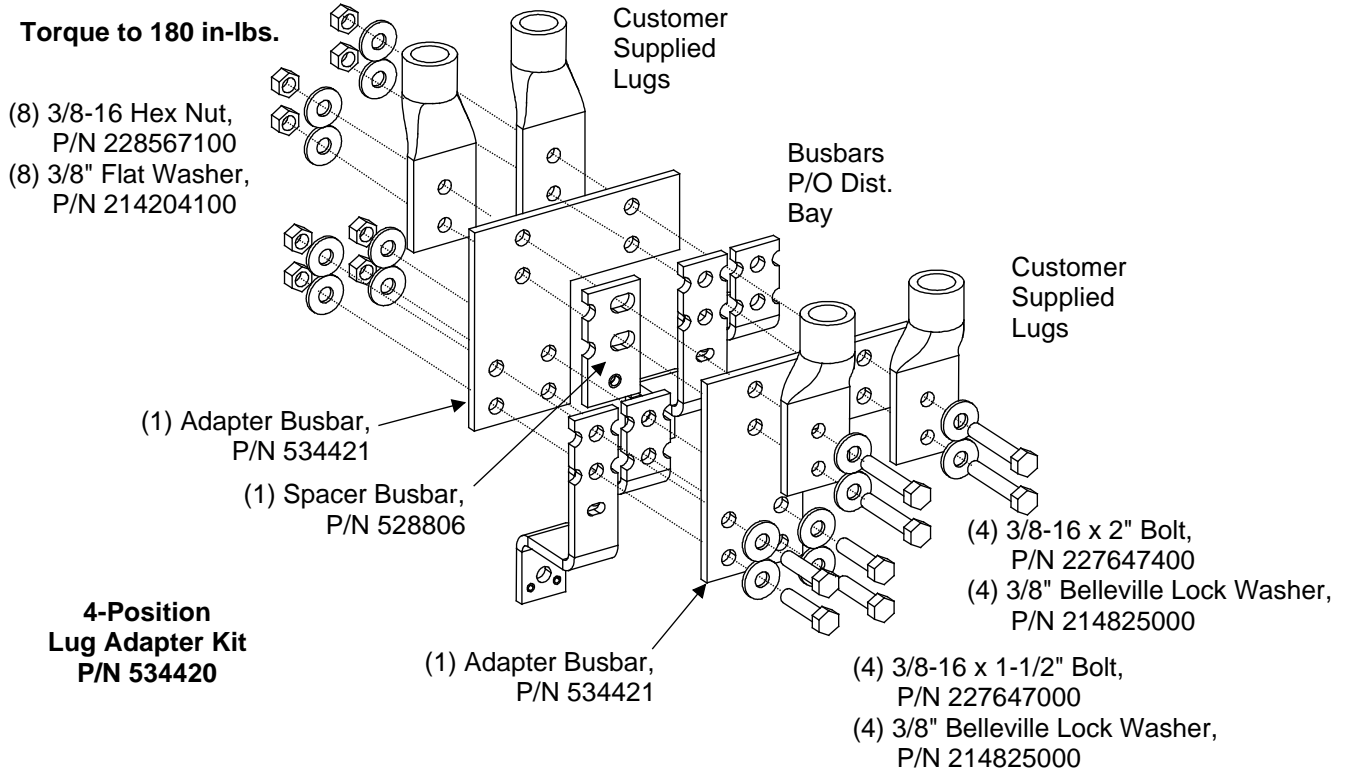 Torque to 180 in-lbs.
Customer
Supplied
Lugs
(8) 3/8-16 Hex Nut,
P/N 228567100
(8) 3/8" Flat Washer,
P/N 214204100
Busbars
P/O Dist.
Bay
Customer
Supplied
Lugs
(1) Adapter Busbar,
P/N 534421
(1) Spacer Busbar,
P/N 528806
(4) 3/8-16 x 2" Bolt,
P/N 227647400
(4) 3/8" Belleville Lock Washer,
P/N 214825000
4-Position
Lug Adapter Kit
P/N 534420
(1) Adapter Busbar,
P/N 534421
(4) 3/8-16 x 1-1/2" Bolt,
P/N 227647000
(4) 3/8" Belleville Lock Washer,
P/N 214825000